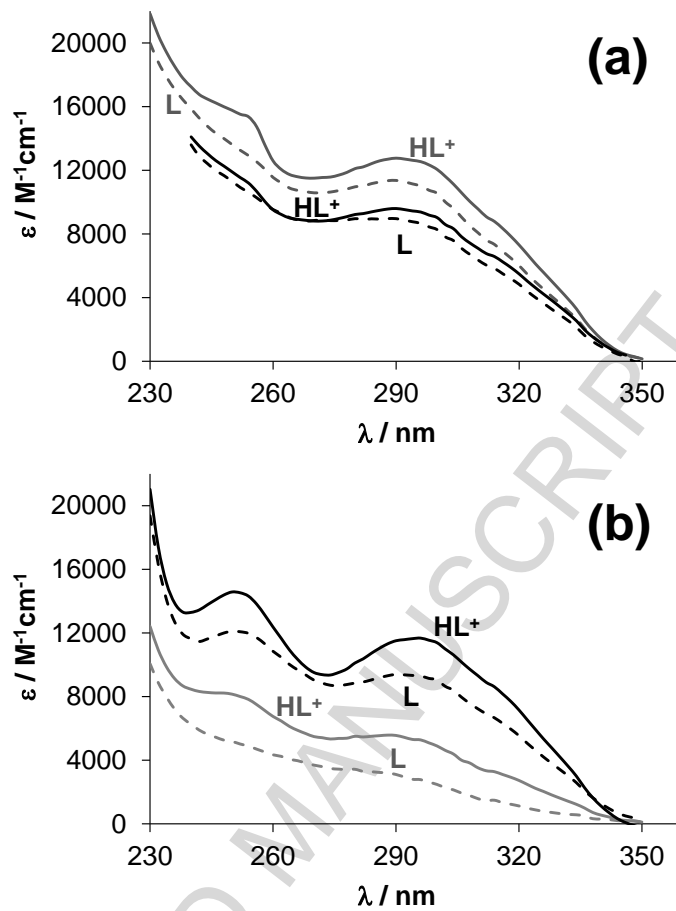 (a)
20000
16000
12000
8000
4000
0
ε / M-1cm-1
L
HL+
HL+
L
230 260 290 320 350
λ / nm
(b)
20000
16000
12000
8000
4000
0
ε / M-1cm-1
HL+
L
HL+
L
230 260 290 320 350
λ / nm
D MANUSCRIPT